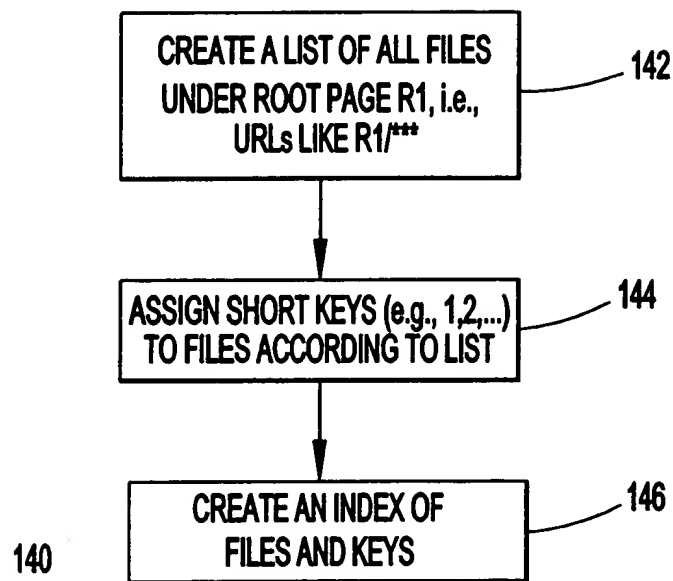 CREATE A LIST OF ALL FILES
UNDER ROOT PAGE R1, i.e.,
URLs LIKE R1/***
142
ASSIGN SHORT KEYS (e.g., 1,2,...)
TO FILES ACCORDING TO LIST
144
CREATE AN INDEX OF
FILES AND KEYS
146
140